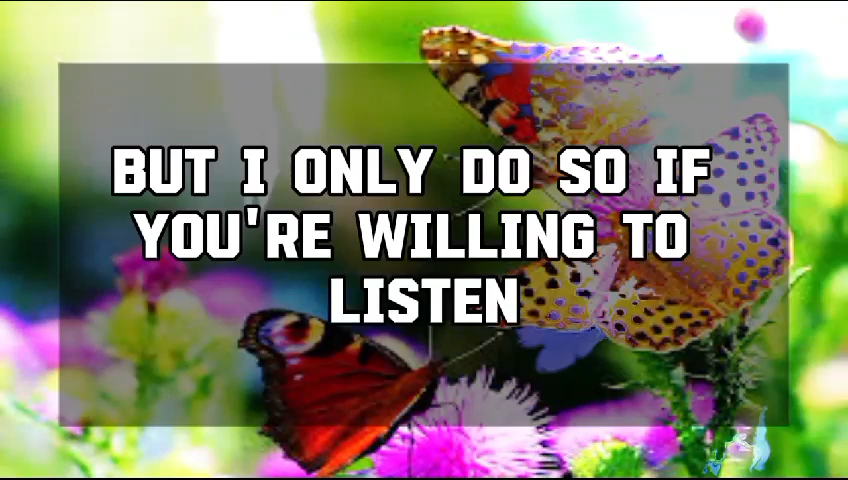 BUT I ONLY DO SO IF
YOU'RE WILLING TO
LISTEN